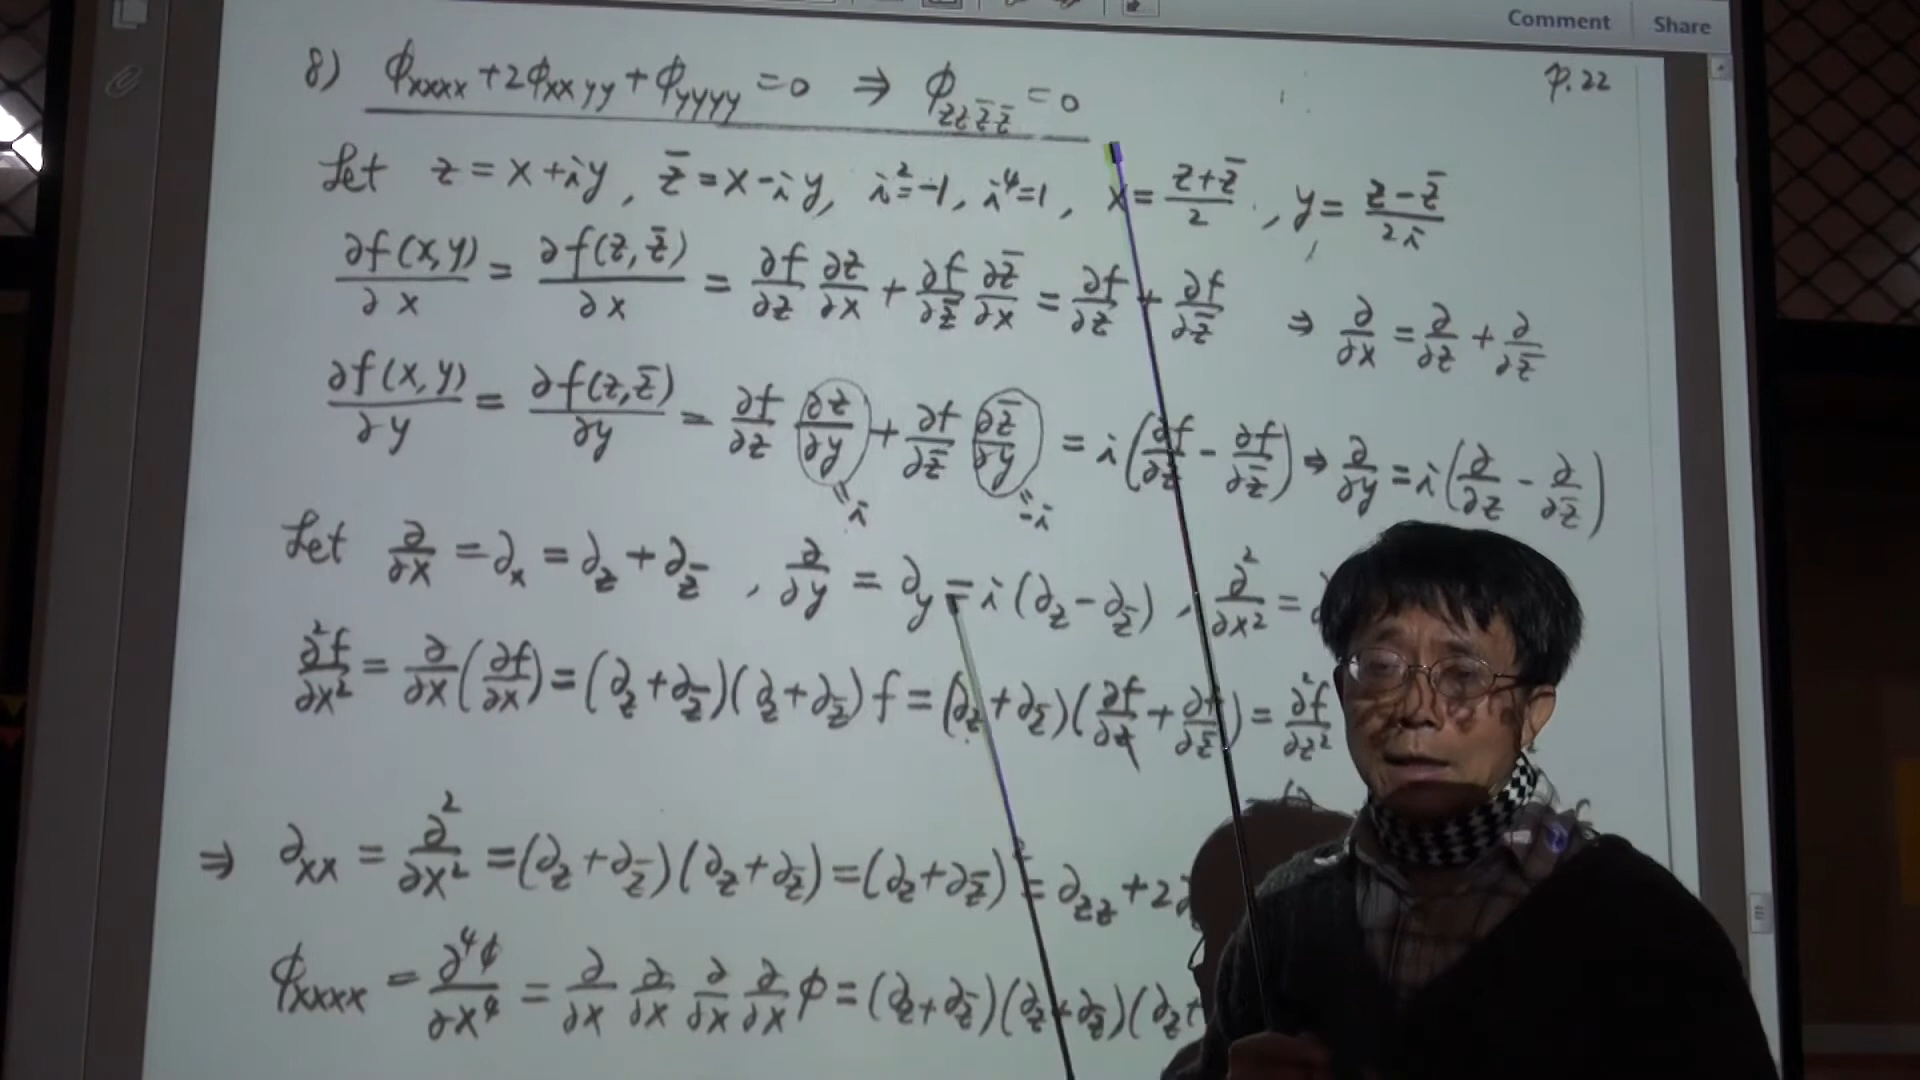 Comment Share
p.22
8) ϕxxxx + 2ϕxxyy + ϕyyyy = 0 ⇒ ϕzzz̄z̄ = 0
Let z = x + iy, z̄ = x − iy, i² = −1, i⁴ = 1, x = (z + z̄)/2, y = (z − z̄)/2i
∂f(x,y)/∂x = ∂f(z,z̄)/∂x = ∂f/∂z ∂z/∂x + ∂f/∂z̄ ∂z̄/∂x = ∂f/∂z + ∂f/∂z̄ ⇒ ∂/∂x = ∂/∂z + ∂/∂z̄
∂f(x,y)/∂y = ∂f(z,z̄)/∂y = ∂f/∂z ∂z/∂y + ∂f/∂z̄ ∂z̄/∂y = i(∂f/∂z − ∂f/∂z̄) ⇒ ∂/∂y = i(∂/∂z − ∂/∂z̄)
= i = −i
Let ∂/∂x = ∂x = ∂z + ∂z̄, ∂/∂y = ∂y = i(∂z − ∂z̄), ∂²/∂x² =
∂²f/∂x² = ∂/∂x(∂f/∂x) = (∂z + ∂z̄)(∂z + ∂z̄)f = (∂z + ∂z̄)(∂f/∂z + ∂f/∂z̄) = ∂²f/∂z²
⇒ ∂xx = ∂²/∂x² = (∂z + ∂z̄)(∂z + ∂z̄) = (∂z + ∂z̄)² = ∂zz + 2
ϕxxxx = ∂⁴ϕ/∂x⁴ = ∂/∂x ∂/∂x ∂/∂x ∂/∂x ϕ = (∂z + ∂z̄)(∂z + ∂z̄)(∂z +